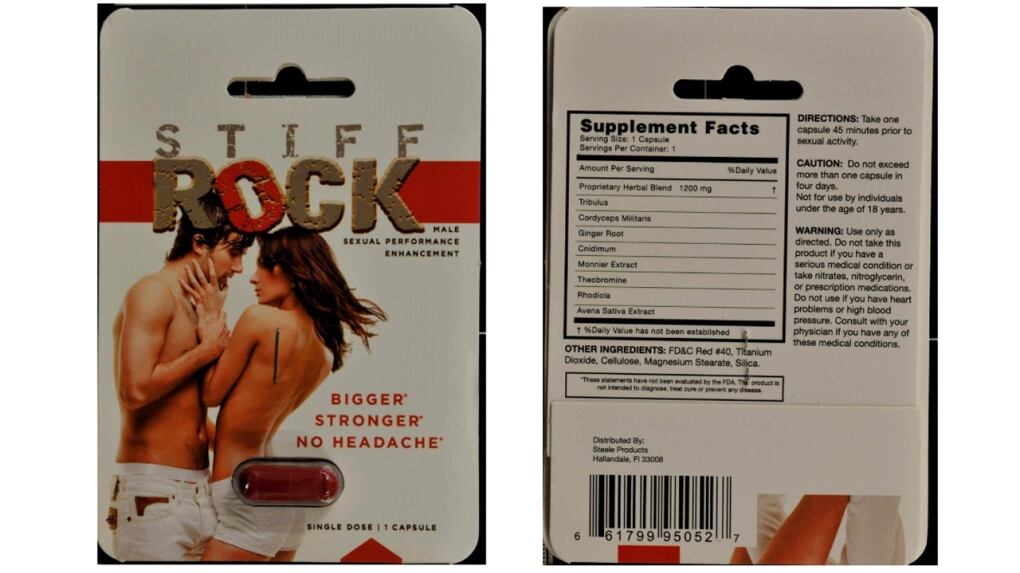 STIFF
ROCK
MALE
SEXUAL PERFORMANCE
ENHANCEMENT
BIGGER*
STRONGER*
NO HEADACHE*
SINGLE DOSE | 1 CAPSULE
Supplement Facts
Serving Size: 1 Capsule
Servings Per Container: 1
Amount Per Serving %Daily Value
Proprietary Herbal Blend 1200 mg †
Tribulus
Cordyceps Militaris
Ginger Root
Cnidimum
Monnier Extract
Theobromine
Rhodiola
Avena Sativa Extract
† %Daily Value has not been established
OTHER INGREDIENTS: FD&C Red #40, Titanium
Dioxide, Cellulose, Magnesium Stearate, Silica.
*These statements have not been evaluated by the FDA. This product is
not intended to diagnose, treat cure or prevent any disease.
DIRECTIONS: Take one
capsule 45 minutes prior to
sexual activity.
CAUTION: Do not exceed
more than one capsule in
four days.
Not for use by individuals
under the age of 18 years.
WARNING: Use only as
directed. Do not take this
product if you have a
serious medical condition or
take nitrates, nitroglycerin,
or prescription medications.
Do not use if you have heart
problems or high blood
pressure. Consult with your
physician if you have any of
these medical conditions.
Distributed By:
Steele Products
Hallandale, Fl 33008
6 61799 95052 7